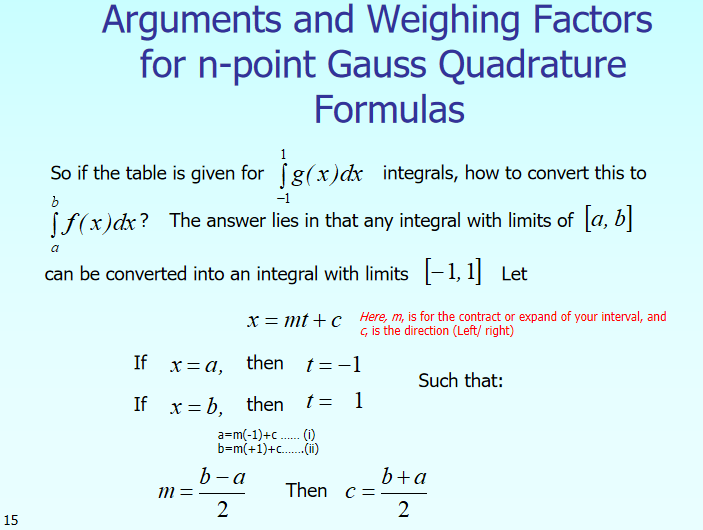 Arguments and Weighing Factors
for n-point Gauss Quadrature
Formulas
So if the table is given for ∫_{-1}^{1} g(x)dx integrals, how to convert this to
∫_{a}^{b} f(x)dx ? The answer lies in that any integral with limits of [a, b]
can be converted into an integral with limits [−1, 1] Let
x = mt + c Here, m, is for the contract or expand of your interval, and
c, is the direction (Left/ right)
If x = a, then t = −1
Such that:
If x = b, then t = 1
a=m(-1)+c ...... (i)
b=m(+1)+c.......(ii)
m = \frac{b − a}{2} Then c = \frac{b + a}{2}
15